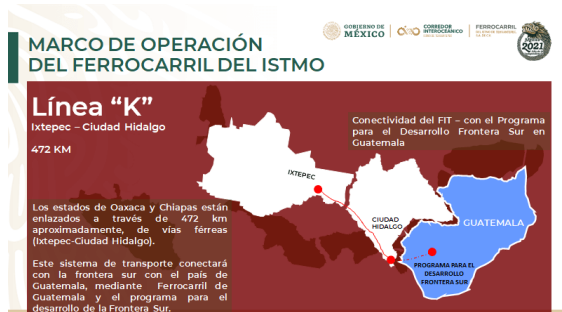 MARCO DE OPERACIÓN
DEL FERROCARRIL DEL ISTMO
GOBIERNO DE
MÉXICO
CORREDOR
INTEROCEÁNICO
FERROCARRIL
2021
Línea “K”
Ixtepec – Ciudad Hidalgo
472 KM
Conectividad del FIT – con el Programa
para el Desarrollo Frontera Sur en
Guatemala
IXTEPEC
CIUDAD
HIDALGO
GUATEMALA
PROGRAMA PARA EL
DESARROLLO
FRONTERA SUR
Los estados de Oaxaca y Chiapas están
enlazados a través de 472 km
aproximadamente, de vías férreas
(Ixtepec-Ciudad Hidalgo).
Este sistema de transporte conectará
con la frontera sur con el país de
Guatemala, mediante Ferrocarril de
Guatemala y el programa para el
desarrollo de la Frontera Sur.